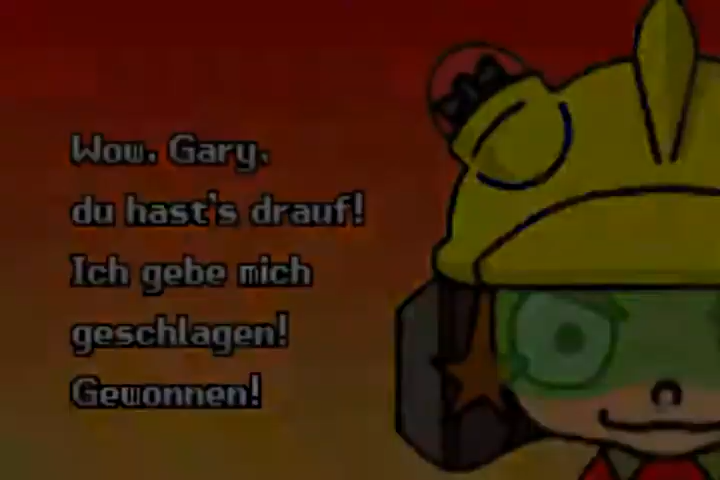 Wow, Gary,
du hast's drauf!
Ich gebe mich
geschlagen!
Gewonnen!